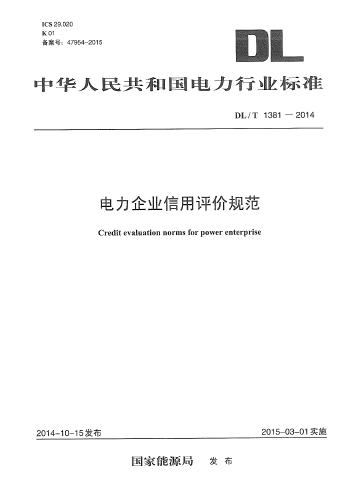 ICS 29.020
K 01
备案号：47954-2015
DL
中华人民共和国电力行业标准
DL / T 1381 — 2014
电力企业信用评价规范
Credit evaluation norms for power enterprise
2014-10-15发布
2015-03-01实施
国家能源局 发布